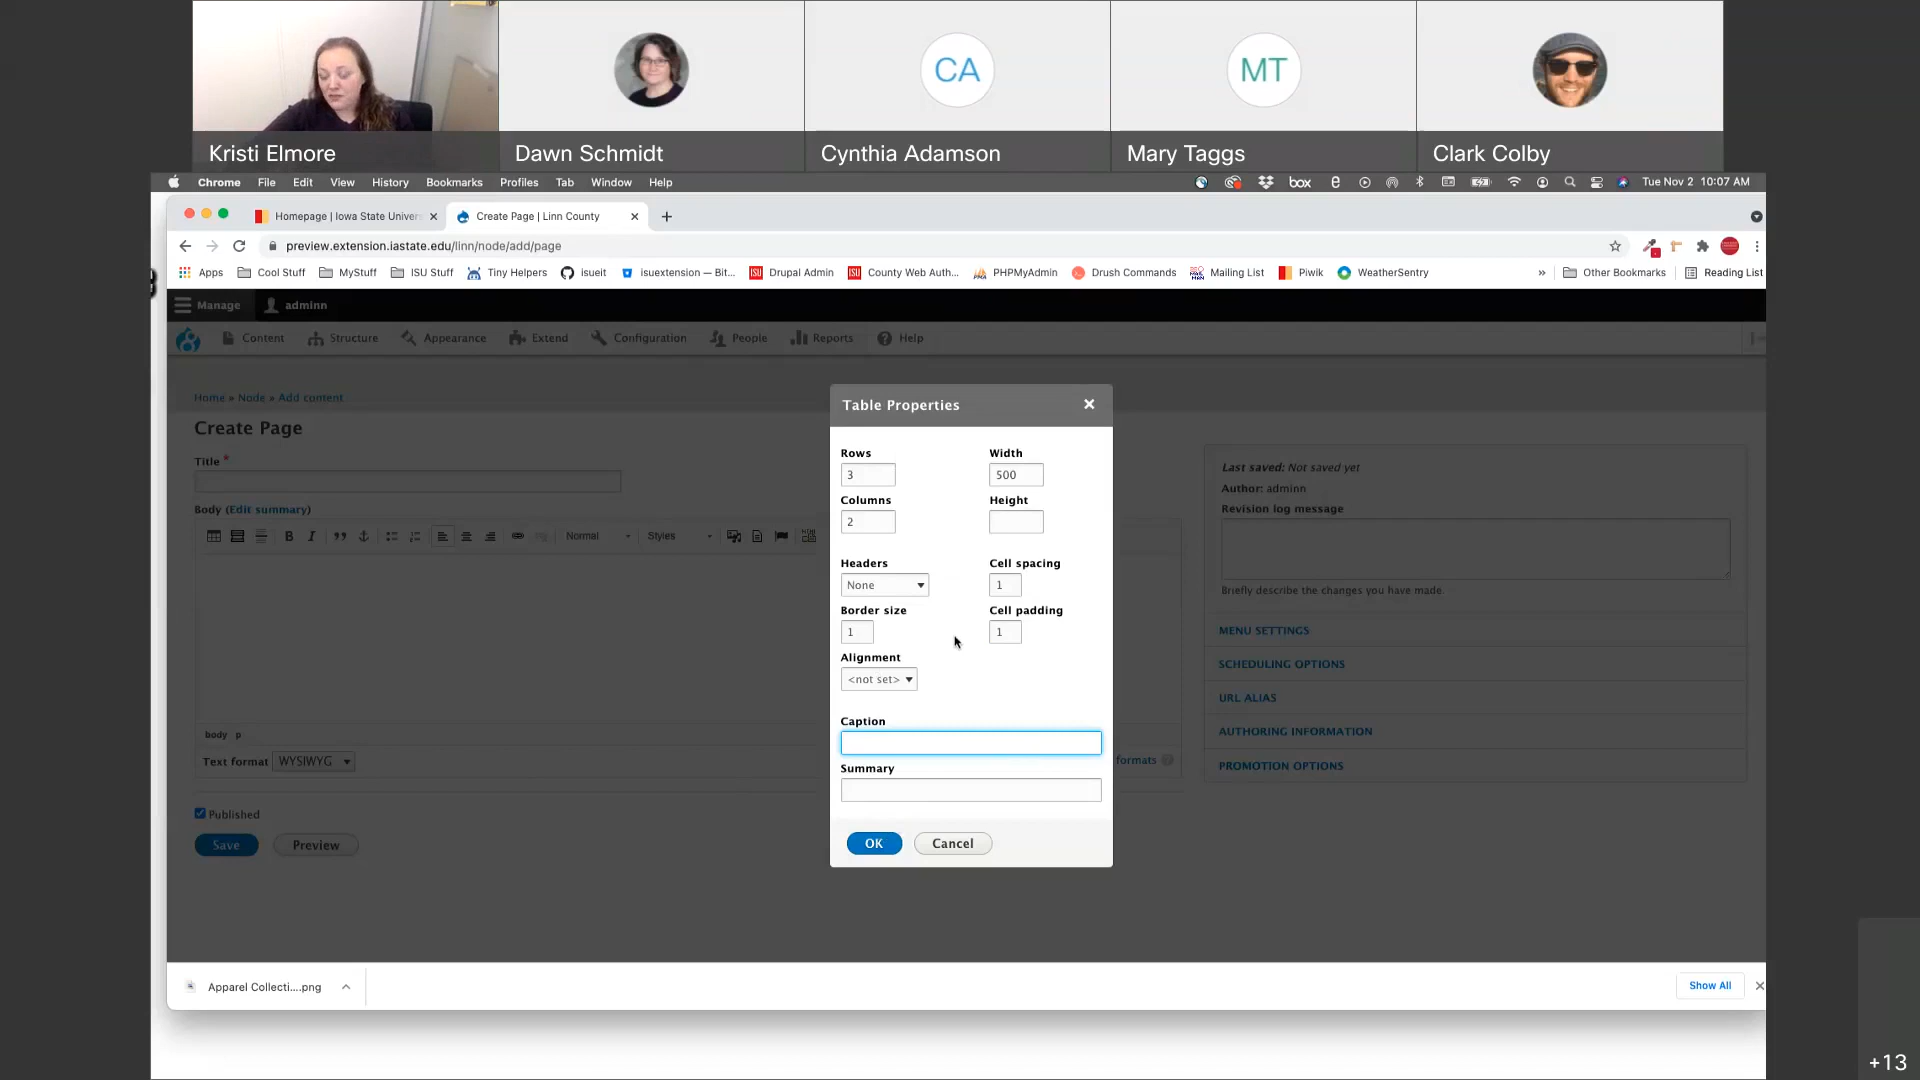 CA
MT
Kristi Elmore
Dawn Schmidt
Cynthia Adamson
Mary Taggs
Clark Colby
Chrome File Edit View History Bookmarks Profiles Tab Window Help
box
Tue Nov 2 10:07 AM
Homepage | Iowa State Univers
Create Page | Linn County
preview.extension.iastate.edu/linn/node/add/page
Apps Cool Stuff MyStuff ISU Stuff Tiny Helpers isueit isuextension — Bit... Drupal Admin County Web Auth... PHPMyAdmin Drush Commands Mailing List Piwik WeatherSentry » Other Bookmarks Reading List
Manage adminn
Content Structure Appearance Extend Configuration People Reports Help
Home » Node » Add content
Create Page
Title *
Body (Edit summary)
B I
Normal
Styles
body p
Text format WYSIWYG
formats ?
Published
Save
Preview
Table Properties
Rows
Width
3
500
Columns
Height
2
Headers
Cell spacing
None
1
Border size
Cell padding
1
1
Alignment
<not set>
Caption
Summary
OK
Cancel
Last saved: Not saved yet
Author: adminn
Revision log message
Briefly describe the changes you have made.
MENU SETTINGS
SCHEDULING OPTIONS
URL ALIAS
AUTHORING INFORMATION
PROMOTION OPTIONS
Apparel Collecti....png
Show All
+13